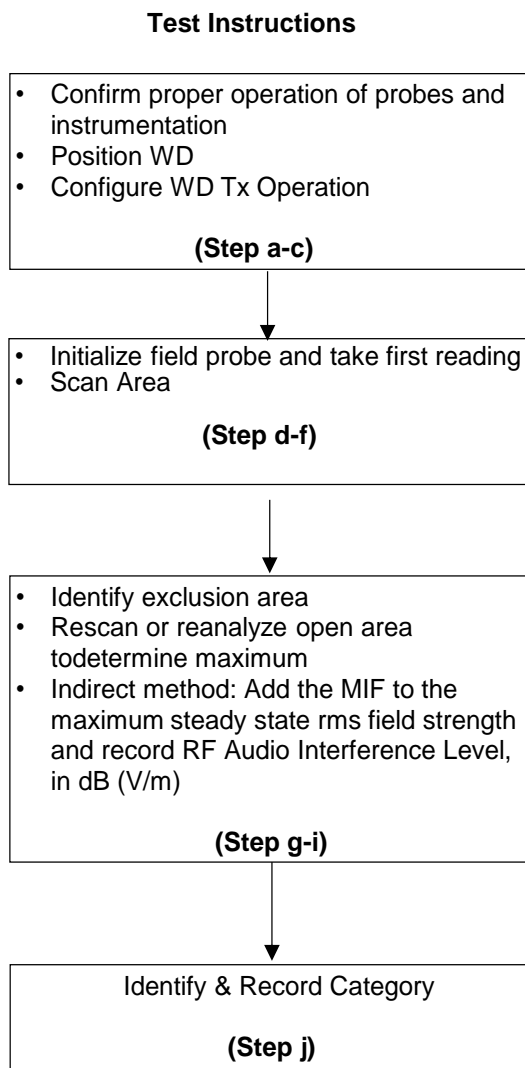 Test Instructions
• Confirm proper operation of probes and
instrumentation
• Position WD
• Configure WD Tx Operation
(Step a-c)
• Initialize field probe and take first reading
• Scan Area
(Step d-f)
• Identify exclusion area
• Rescan or reanalyze open area
todetermine maximum
• Indirect method: Add the MIF to the
maximum steady state rms field strength
and record RF Audio Interference Level,
in dB (V/m)
(Step g-i)
Identify & Record Category
(Step j)